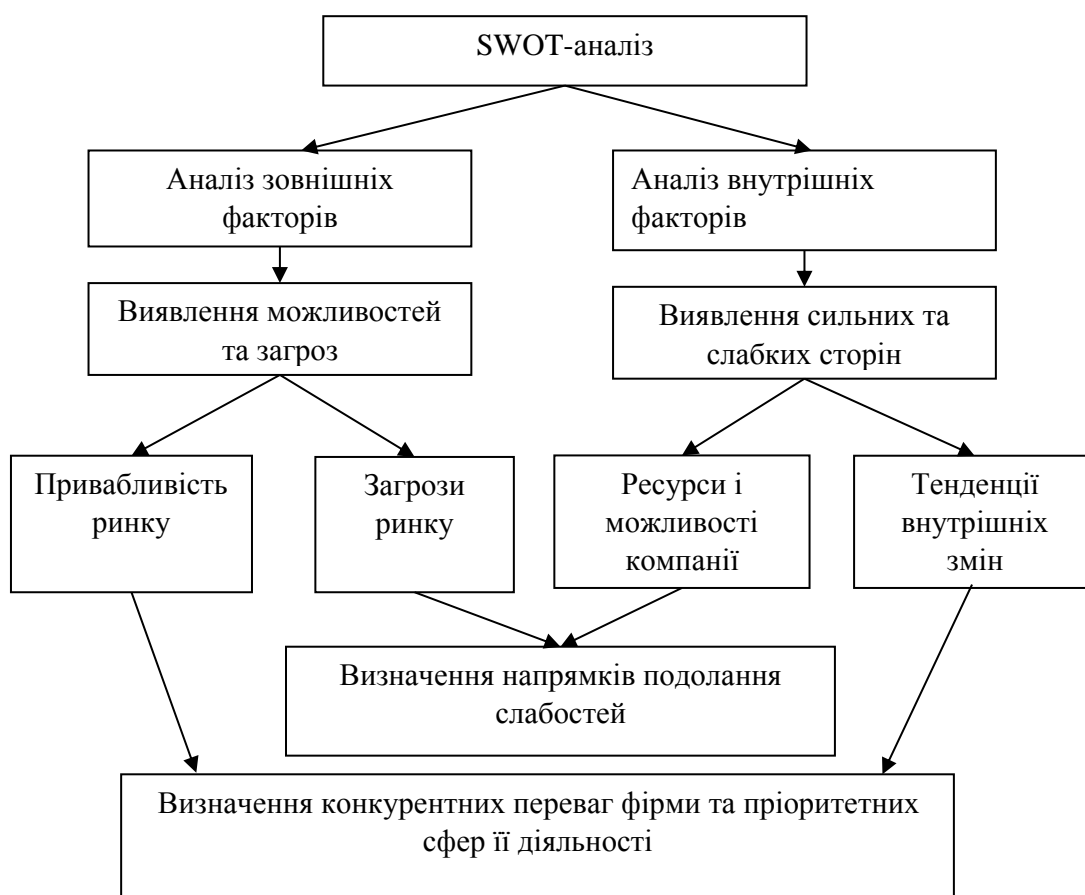 SWOT-аналіз
Аналіз зовнішніх
факторів
Аналіз внутрішніх
факторів
Виявлення можливостей
та загроз
Виявлення сильних та
слабких сторін
Привабливість
ринку
Загрози
ринку
Ресурси і
можливості
компанії
Тенденції
внутрішніх
змін
Визначення напрямків подолання
слабостей
Визначення конкурентних переваг фірми та пріоритетних
сфер її діяльності